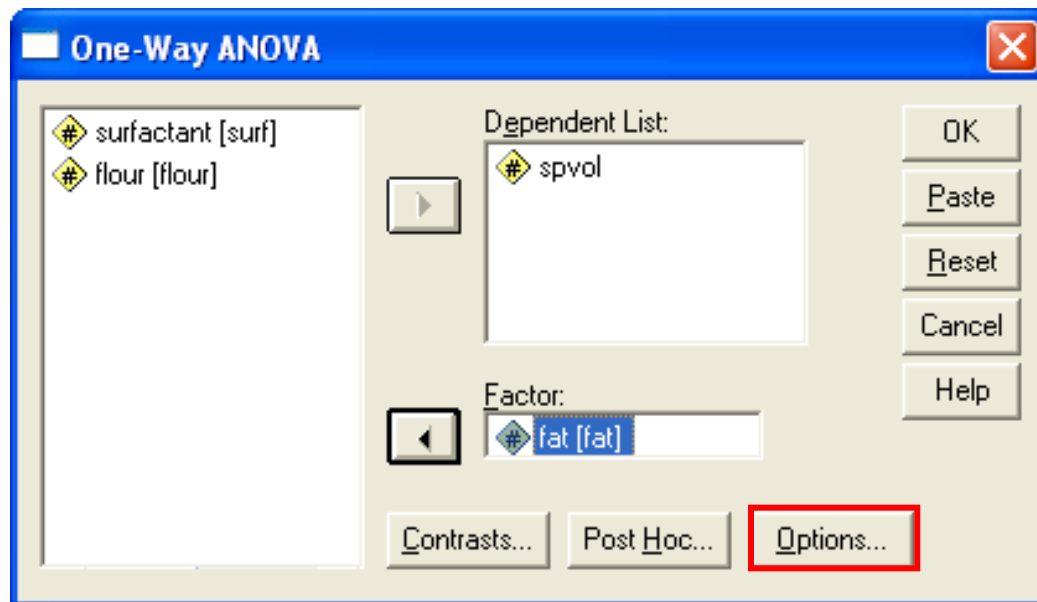 One-Way ANOVA
# surfactant [surf]
# flour [flour]
Dependent List:
# spvol
Factor:
# fat [fat]
OK
Paste
Reset
Cancel
Help
Contrasts...
Post Hoc...
Options...